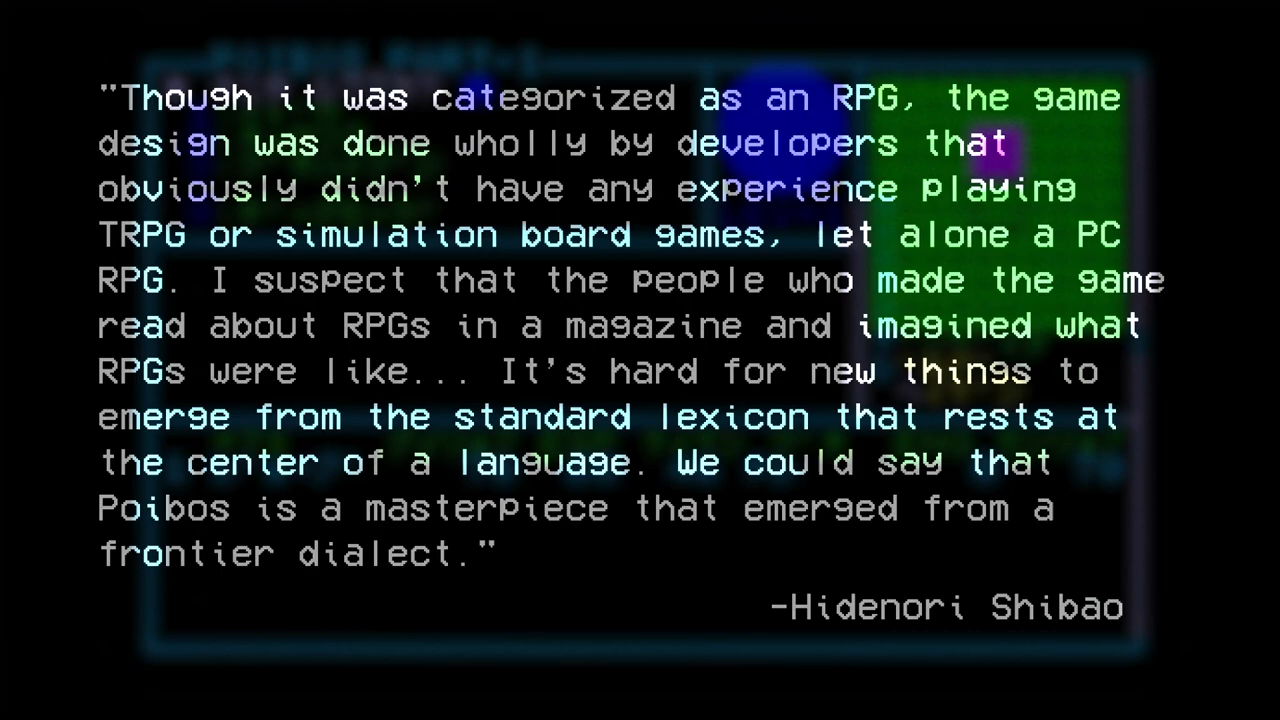 "Though it was categorized as an RPG, the game
design was done wholly by developers that
obviously didn't have any experience playing
TRPG or simulation board games, let alone a PC
RPG. I suspect that the people who made the game
read about RPGs in a magazine and imagined what
RPGs were like... It's hard for new things to
emerge from the standard lexicon that rests at
the center of a language. We could say that
Poibos is a masterpiece that emerged from a
frontier dialect."
-Hidenori Shibao